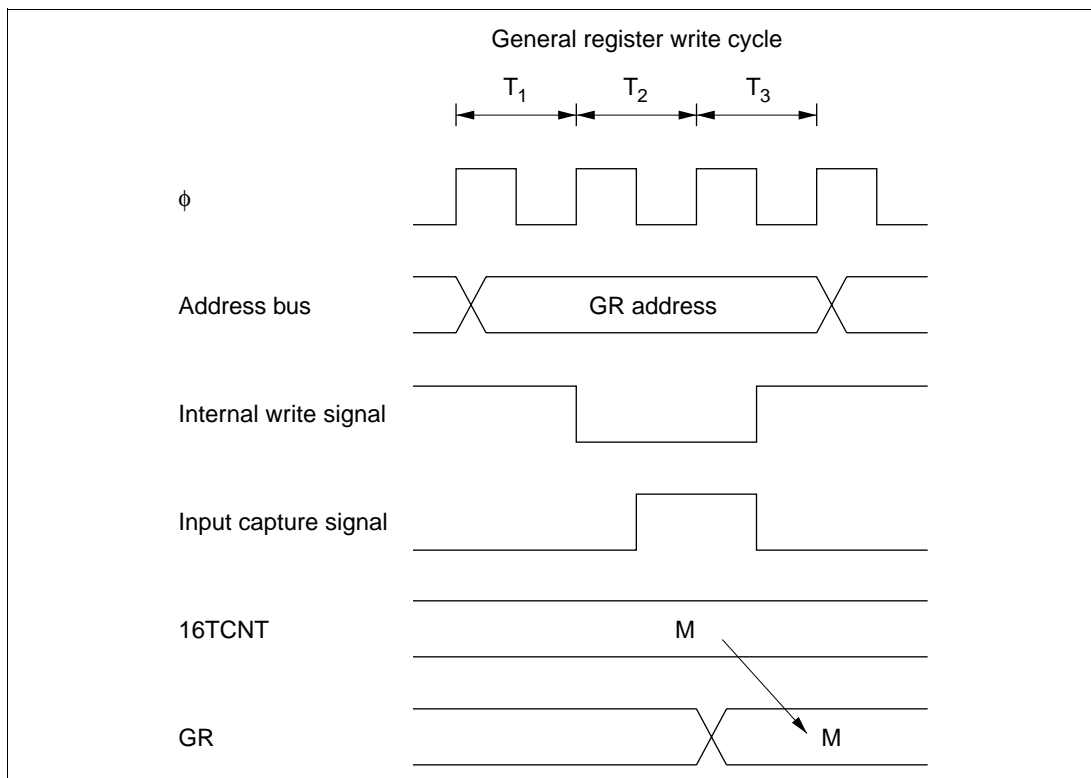 General register write cycle
T1 T2 T3
ϕ
Address bus GR address
Internal write signal
Input capture signal
16TCNT M
GR M